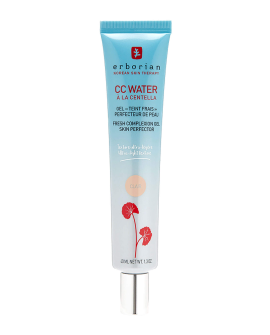 erborian
KOREAN SKIN THERAPY
CC WATER
A LA CENTELLA
GEL « TEINT FRAIS »
PERFECTEUR DE PEAU
FRESH COMPLEXION GEL
SKIN PERFECTOR